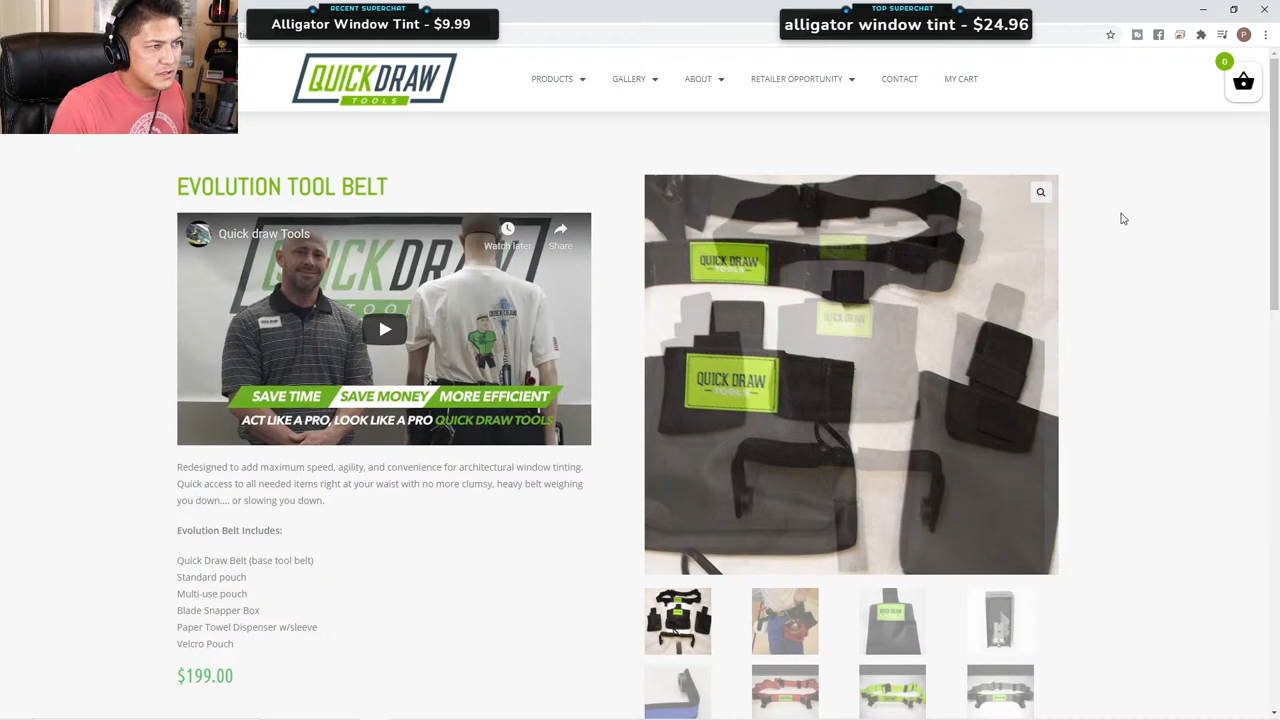 RECENT SUPERCHAT
Alligator Window Tint - $9.99
TOP SUPERCHAT
alligator window tint - $24.96
QUICKDRAW
TOOLS
PRODUCTS
GALLERY
ABOUT
RETAILER OPPORTUNITY
CONTACT
MY CART
0
P
EVOLUTION TOOL BELT
Quick draw Tools
Watch later
Share
QUICK DRAW
SAVE TIME
SAVE MONEY
MORE EFFICIENT
ACT LIKE A PRO, LOOK LIKE A PRO QUICK DRAW TOOLS
QUICK DRAW
TOOLS
QUICK DRAW
QUICK DRAW
TOOLS
Redesigned to add maximum speed, agility, and convenience for architectural window tinting.
Quick access to all needed items right at your waist with no more clumsy, heavy belt weighing
you down.... or slowing you down.
Evolution Belt Includes:
Quick Draw Belt (base tool belt)
Standard pouch
Multi-use pouch
Blade Snapper Box
Paper Towel Dispenser w/sleeve
Velcro Pouch
$199.00
QUICK DRAW